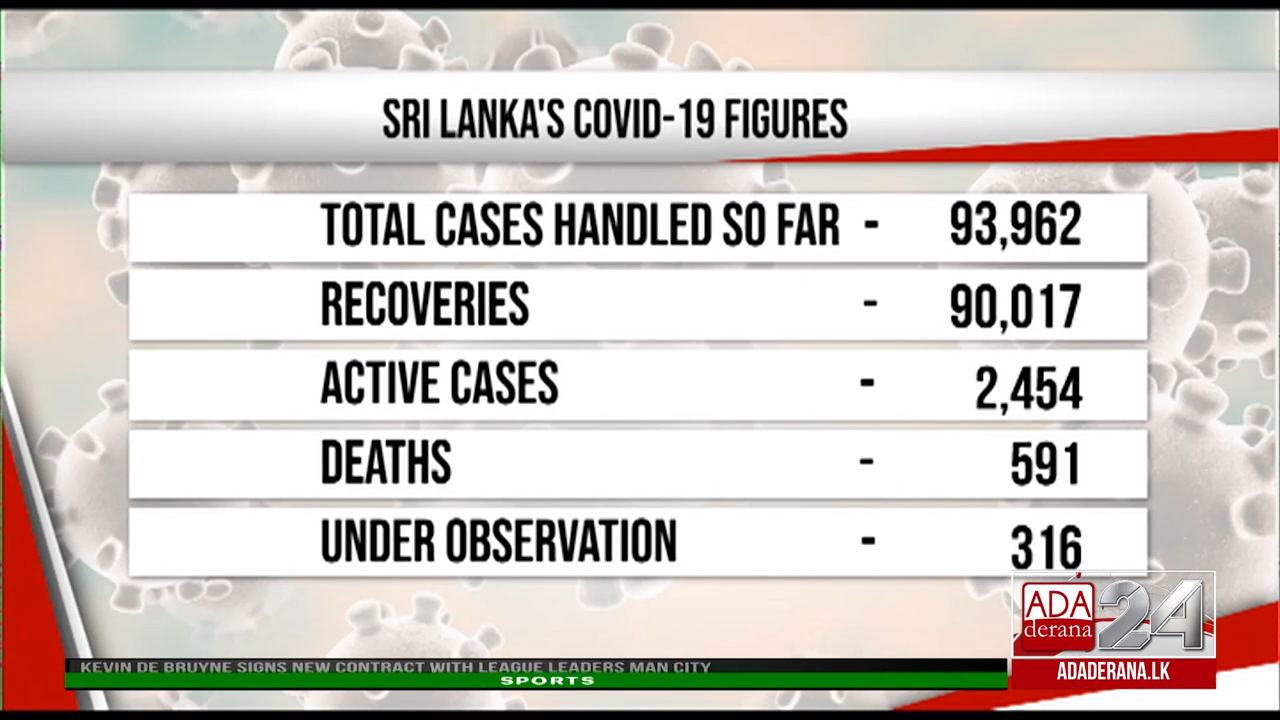 SRI LANKA'S COVID-19 FIGURES
TOTAL CASES HANDLED SO FAR - 93,962
RECOVERIES - 90,017
ACTIVE CASES - 2,454
DEATHS - 591
UNDER OBSERVATION - 316
ADA
derana
24
ADADERANA.LK
KEVIN DE BRUYNE SIGNS NEW CONTRACT WITH LEAGUE LEADERS MAN CITY
SPORTS